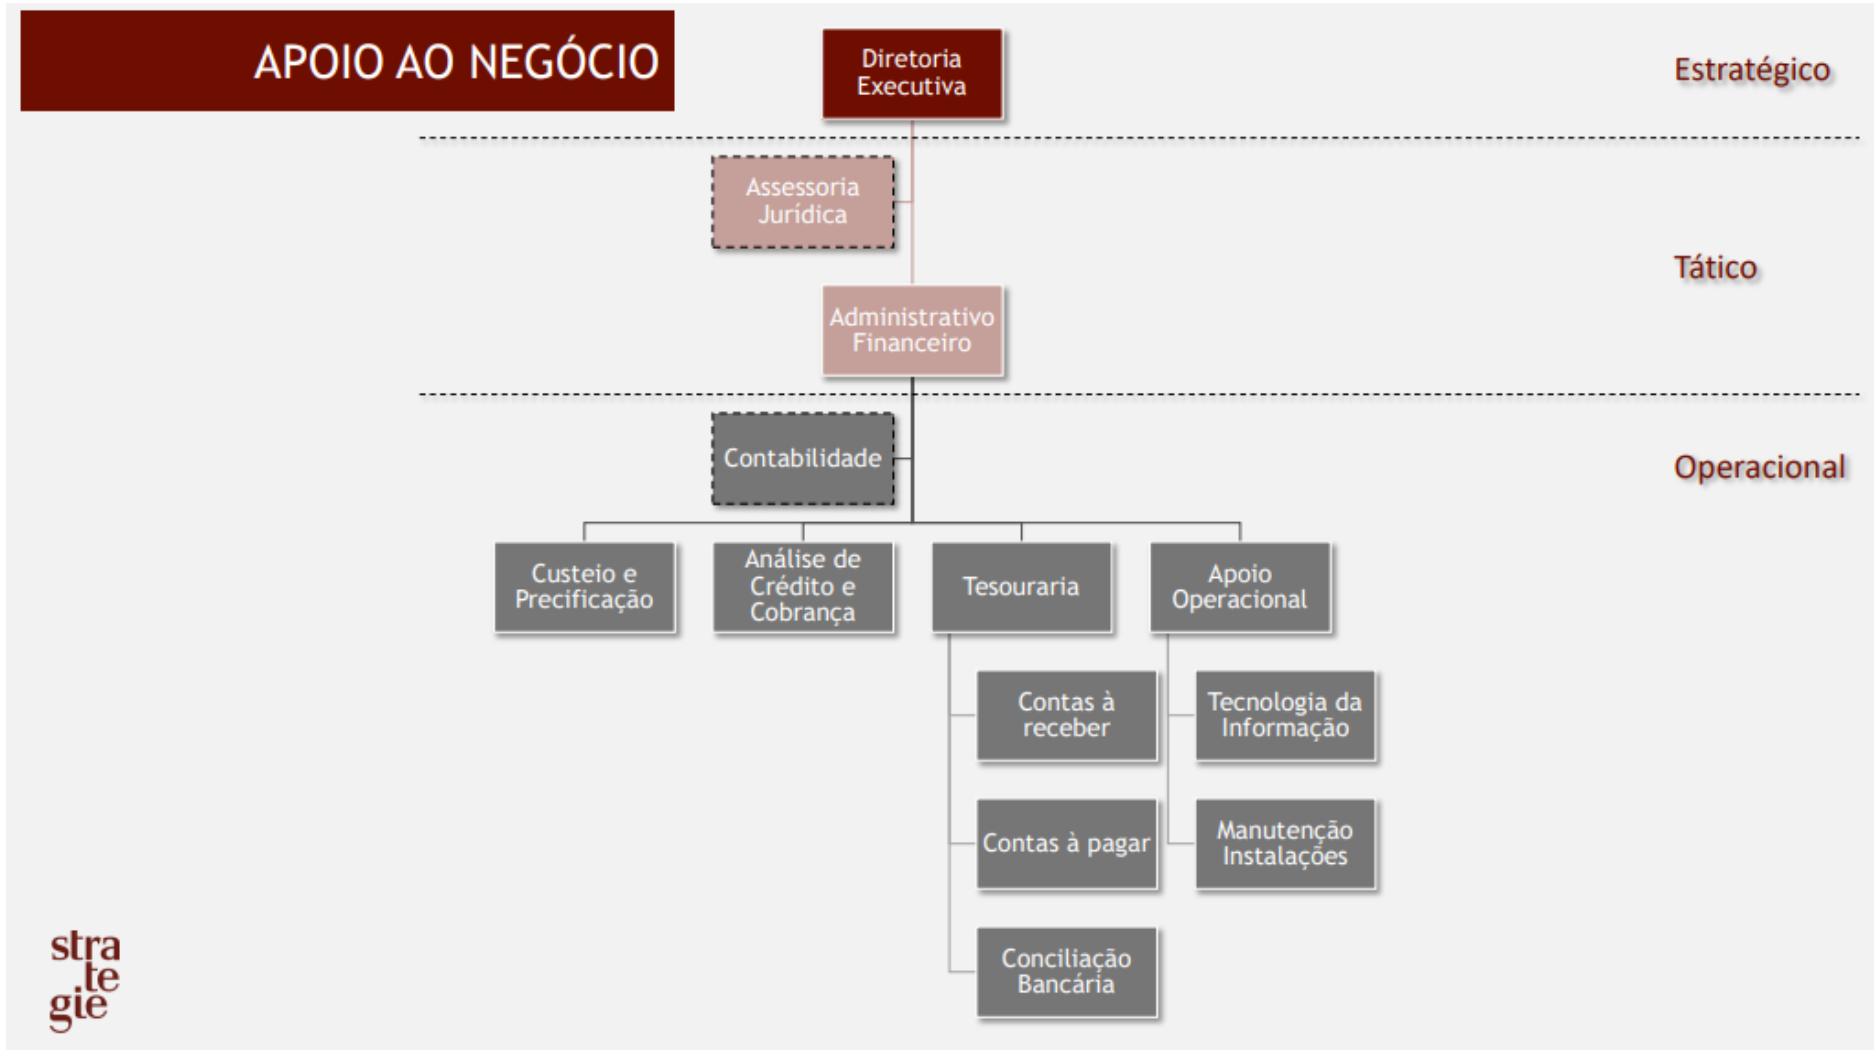 APOIO AO NEGÓCIO
Diretoria
Executiva
Estratégico
Assessoria
Jurídica
Tático
Administrativo
Financeiro
Contabilidade
Operacional
Custeio e
Precificação
Análise de
Crédito e
Cobrança
Tesouraria
Apoio
Operacional
Contas à
receber
Tecnologia da
Informação
Contas à pagar
Manutenção
Instalações
Conciliação
Bancária
stra
te
gie